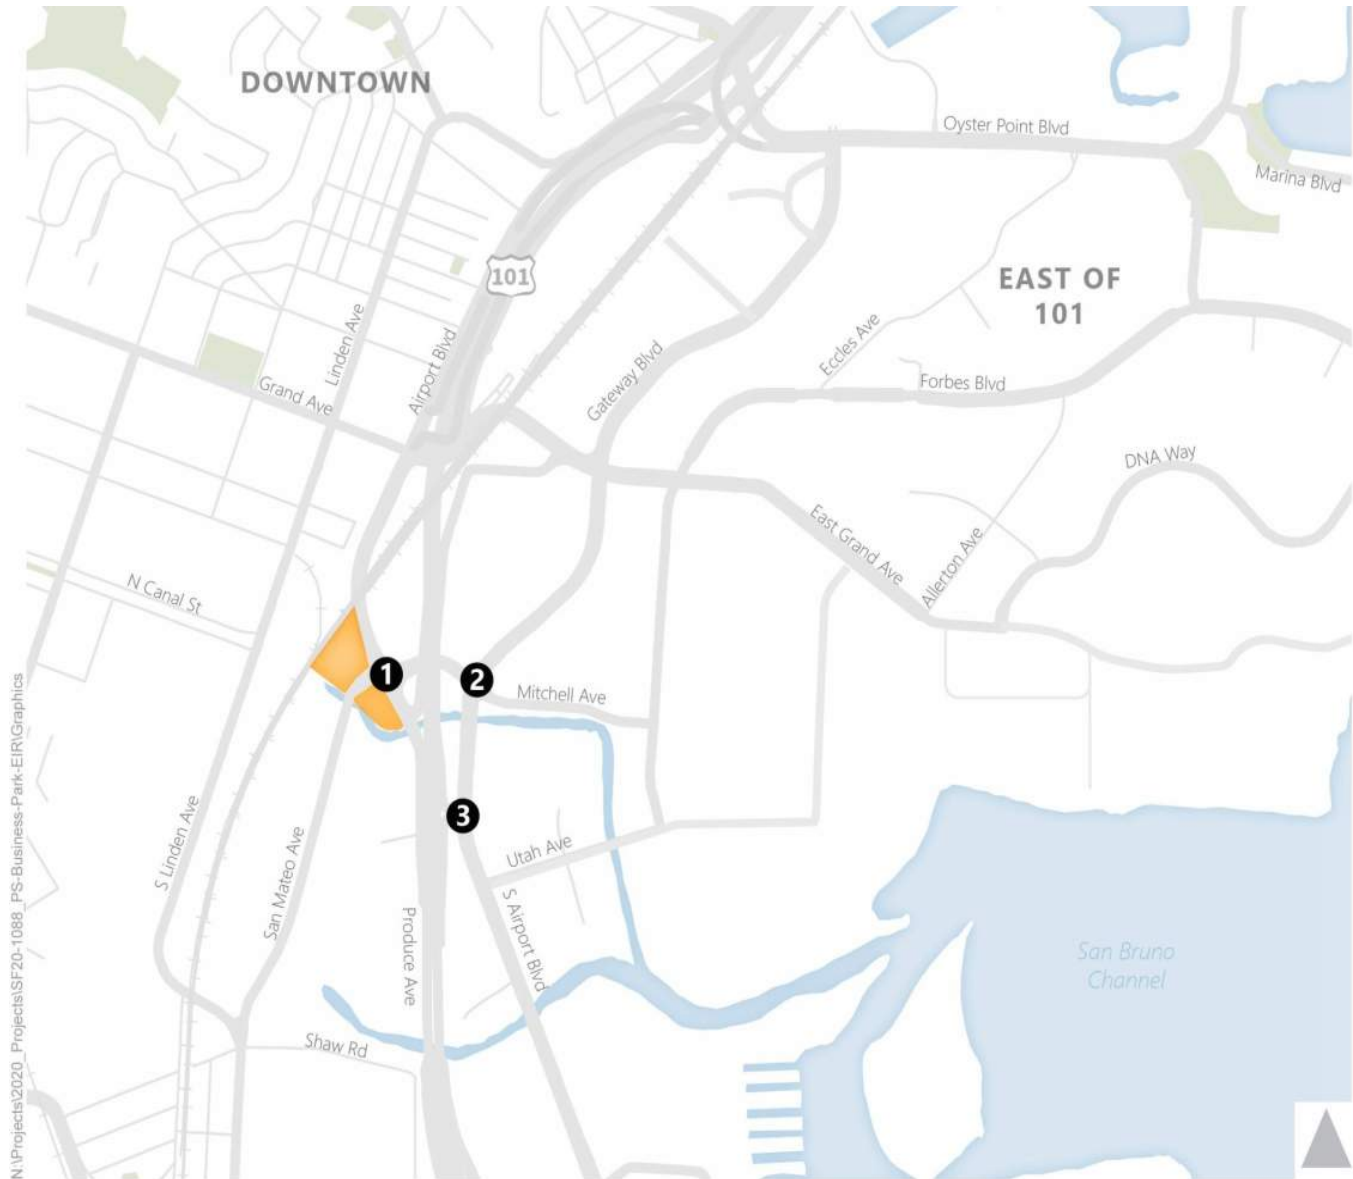 DOWNTOWN
Oyster Point Blvd
Marina Blvd
101
EAST OF
101
Linden Ave
Airport Blvd
Gateway Blvd
Eccles Ave
Grand Ave
Forbes Blvd
DNA Way
East Grand Ave
Allerton Ave
N Canal St
1
2
Mitchell Ave
3
Utah Ave
S Linden Ave
San Mateo Ave
Produce Ave
S Airport Blvd
San Bruno
Channel
Shaw Rd
N:\Projects\2020_Projects\SF20-1088_PS-Business-Park-EIR\Graphics